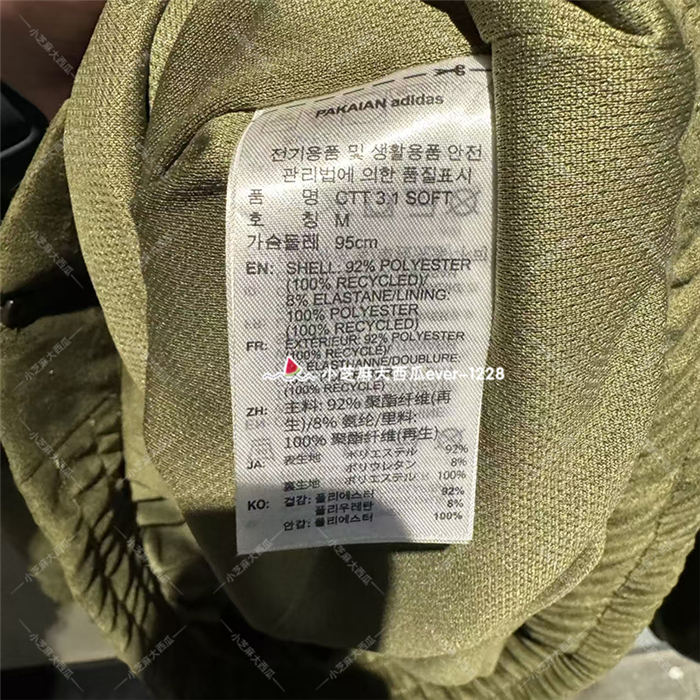 PAKAIAN adidas
전기용품 및 생활용품 안전
관리법에 의한 품질표시
품 명 CTT 3.1 SOFT
호 칭 M
가슴둘레 95cm
EN: SHELL: 92% POLYESTER
(100% RECYCLED)/
8% ELASTANE/LINING:
100% POLYESTER
(100% RECYCLED)
FR: EXTÉRIEUR: 92% POLYESTER
(100% RECYCLÉ)/
ÉLASTHANNE/DOUBLURE:
小芝麻大西瓜ever-1228
(100% RECYCLÉ)
ZH: 主料: 92% 聚酯纤维(再
生)/8% 氨纶/里料:
100% 聚酯纤维(再生)
JA: 表生地 ポリエステル 92%
ポリウレタン 8%
裏生地 ポリエステル 100%
KO: 겉감: 폴리에스터 92%
폴리우레탄 8%
안감: 폴리에스터 100%